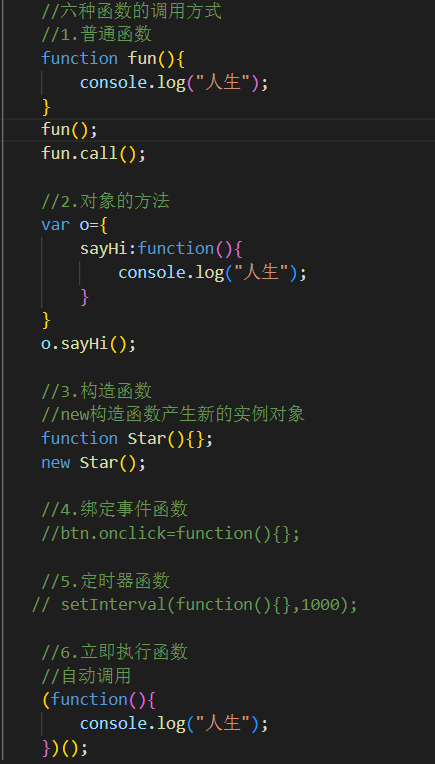 //六种函数的调用方式
//1.普通函数
function fun(){
console.log("人生");
}
fun();
fun.call();
//2.对象的方法
var o={
sayHi:function(){
console.log("人生");
}
}
o.sayHi();
//3.构造函数
//new构造函数产生新的实例对象
function Star(){};
new Star();
//4.绑定事件函数
//btn.onclick=function(){};
//5.定时器函数
// setInterval(function(){},1000);
//6.立即执行函数
//自动调用
(function(){
console.log("人生");
})();